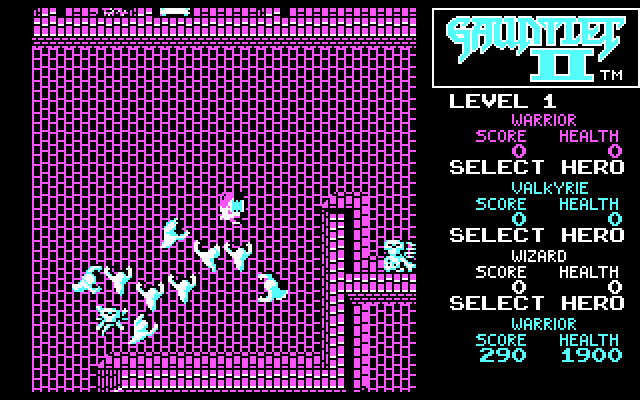 GAUNTLET
II TM
LEVEL 1
WARRIOR
SCORE HEALTH
0 0
SELECT HERO
VALKYRIE
SCORE HEALTH
0 0
SELECT HERO
WIZARD
SCORE HEALTH
0 0
SELECT HERO
WARRIOR
SCORE HEALTH
290 1900